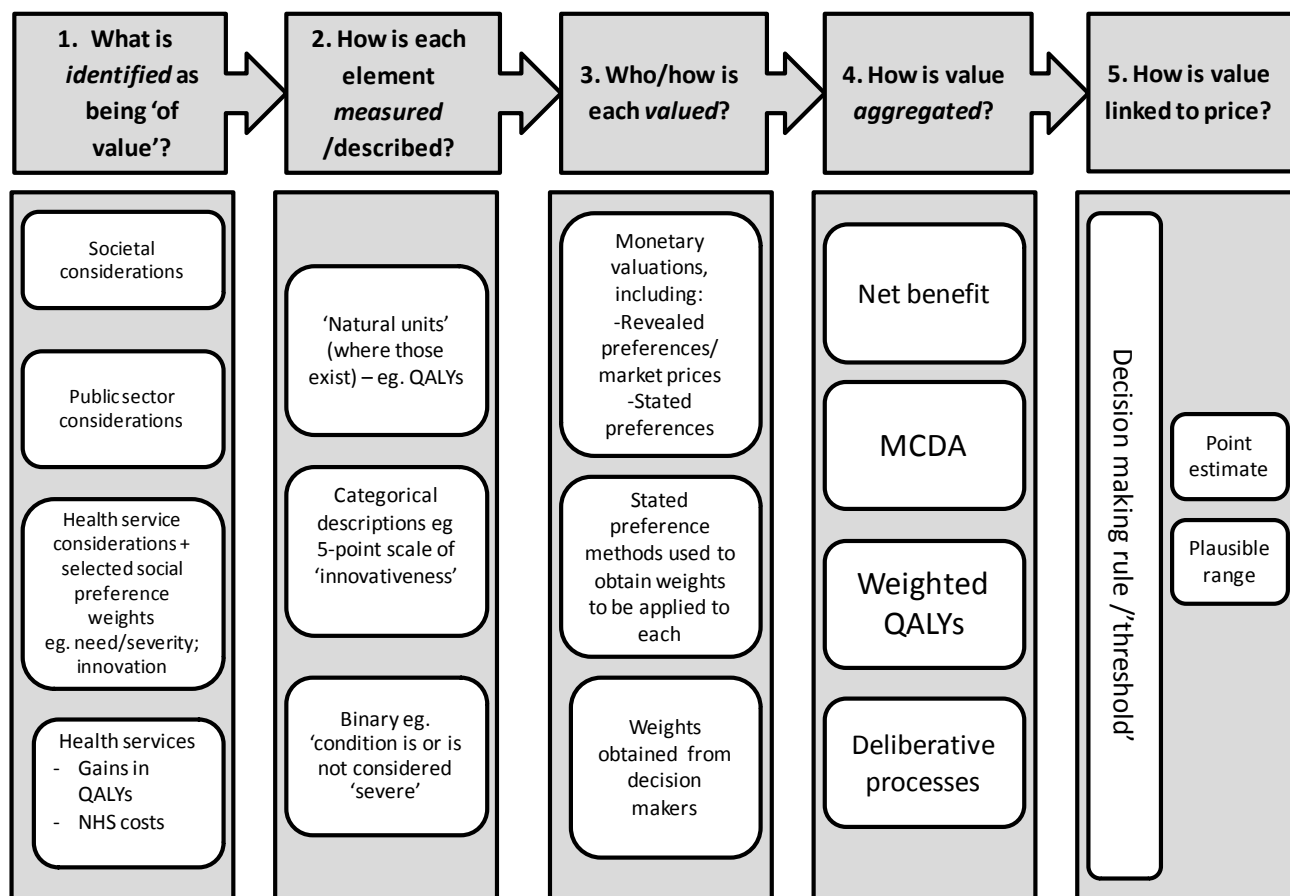 1. What is
identified as
being ‘of
value’?
2. How is each
element
measured
/described?
3. Who/how is
each valued?
4. How is value
aggregated?
5. How is value
linked to price?
Societal
considerations
Public sector
considerations
Health service
considerations +
selected social
preference
weights
eg. need/severity;
innovation
Health services
- Gains in
QALYs
- NHS costs
‘Natural units’
(where those
exist) – eg. QALYs
Categorical
descriptions eg
5-point scale of
‘innovativeness’
Binary eg.
‘condition is or is
not considered
‘severe’
Monetary
valuations,
including:
-Revealed
preferences/
market prices
-Stated
preferences
Stated
preference
methods used to
obtain weights
to be applied to
each
Weights
obtained from
decision
makers
Net benefit
MCDA
Weighted
QALYs
Deliberative
processes
Decision making rule /’threshold’
Point
estimate
Plausible
range